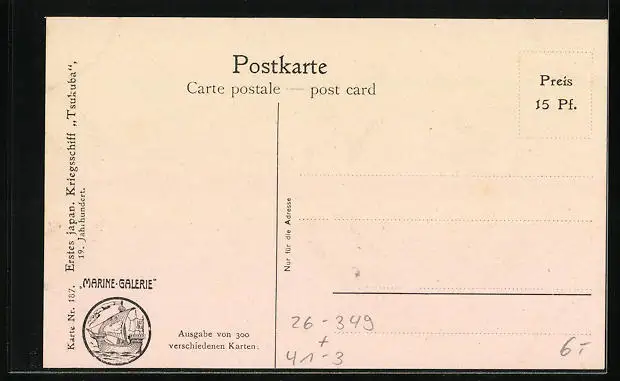 Postkarte
Carte postale — post card
Preis
15 Pf.
Karte Nr. 187. Erstes japan. Kriegsschiff „Tsukuba“,
19. Jahrhundert.
„MARINE-GALERIE"
Ausgabe von 300
verschiedenen Karten.
Nur für die Adresse
26-349
+
41-3
6.-